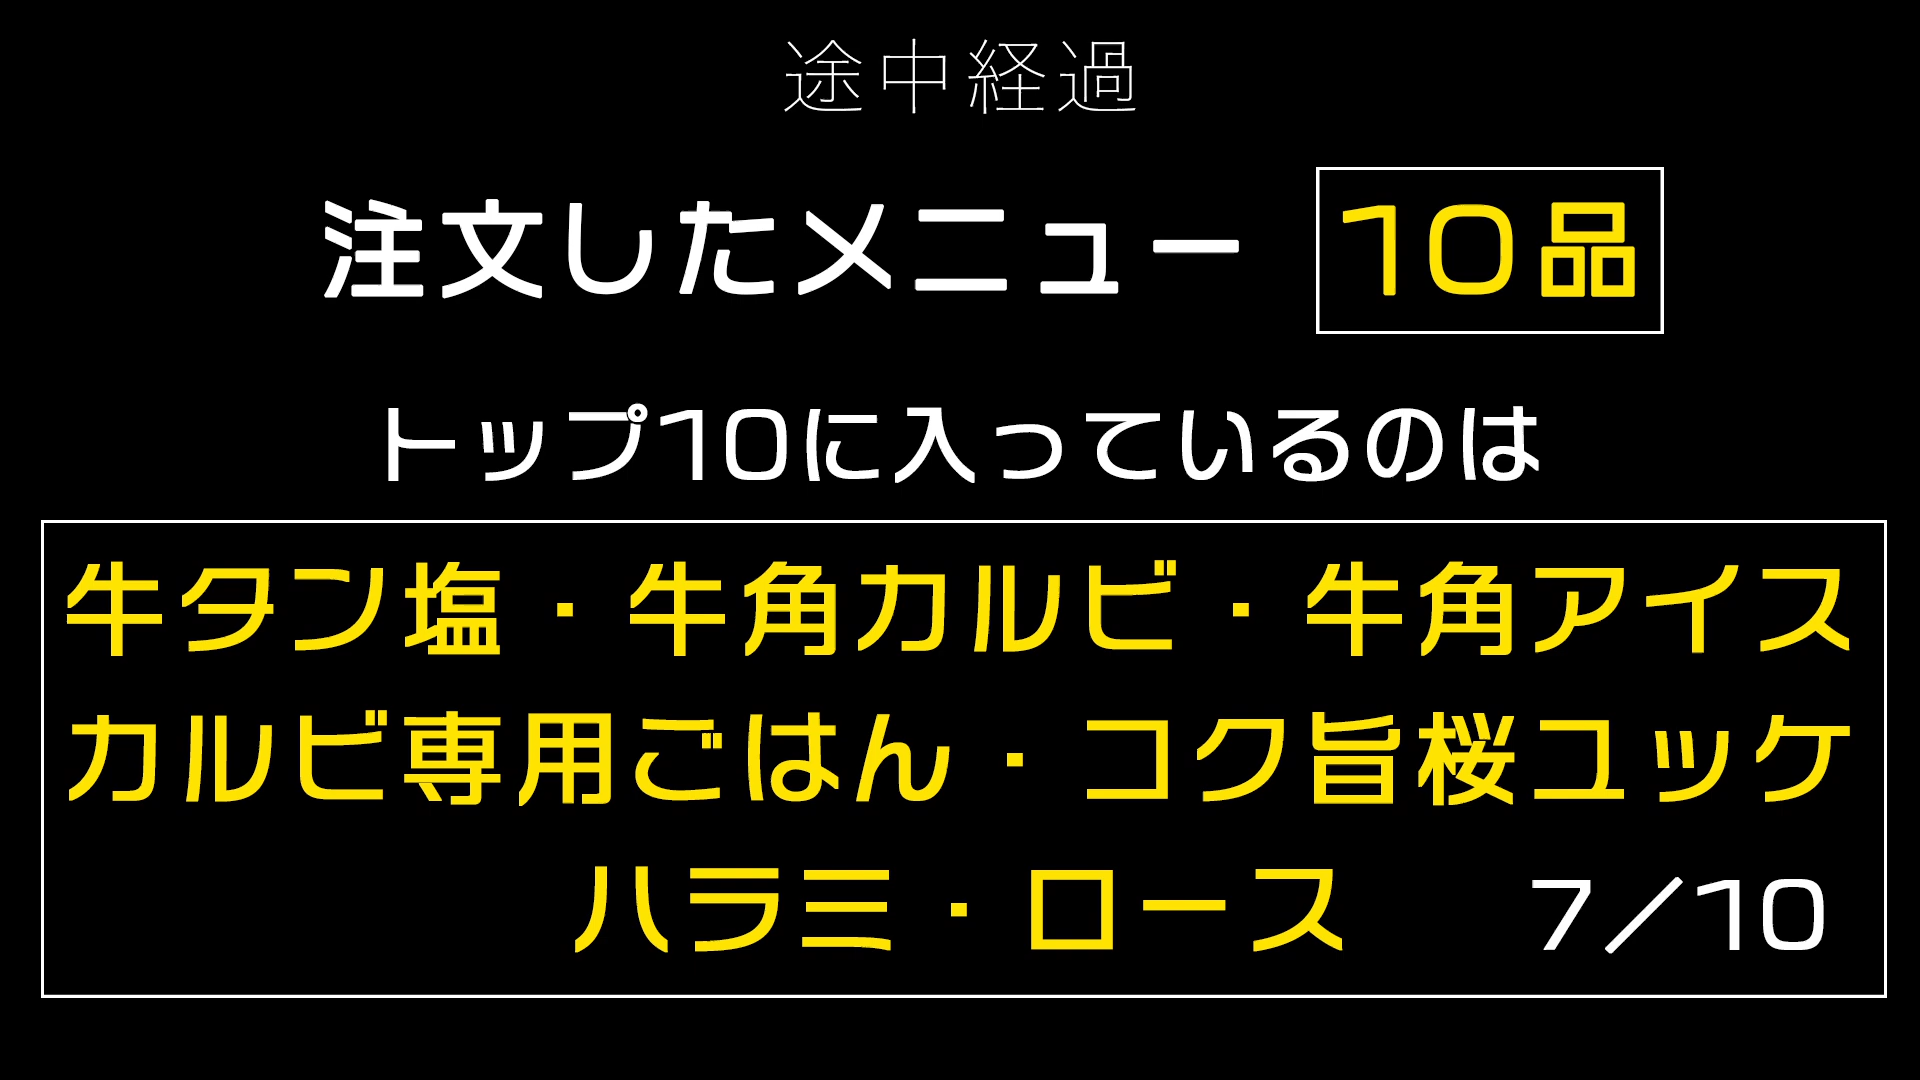 途中経過
注文したメニュー 10品
トップ10に入っているのは
牛タン塩・牛角カルビ・牛角アイス
カルビ専用ごはん・コク旨桜ユッケ
ハラミ・ロース 7/10